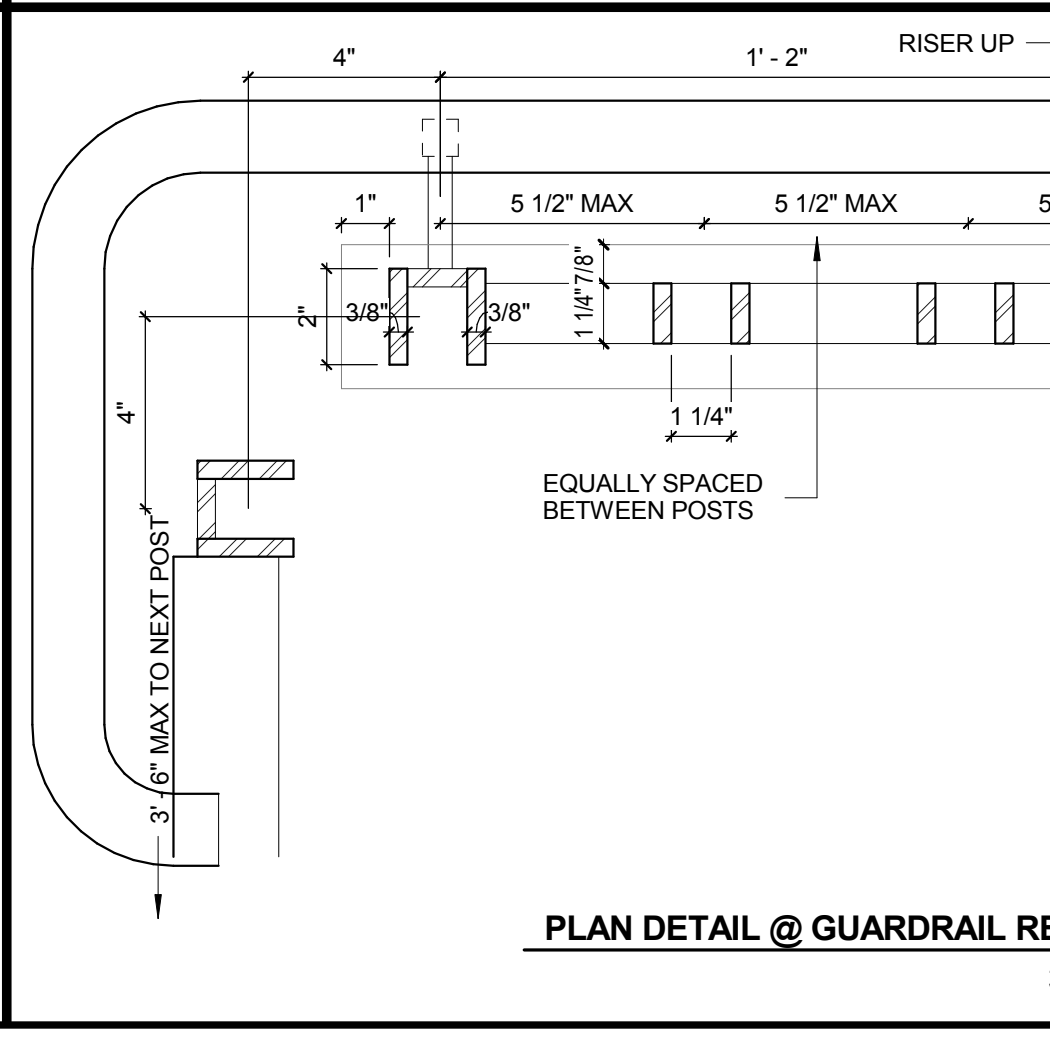 RISER UP
4"
1' - 2"
1"
5 1/2" MAX
5 1/2" MAX
5
7/8"
1 1/4"
2"
3/8"
3/8"
4"
1 1/4"
EQUALLY SPACED
BETWEEN POSTS
3' - 6" MAX TO NEXT POST
PLAN DETAIL @ GUARDRAIL RE